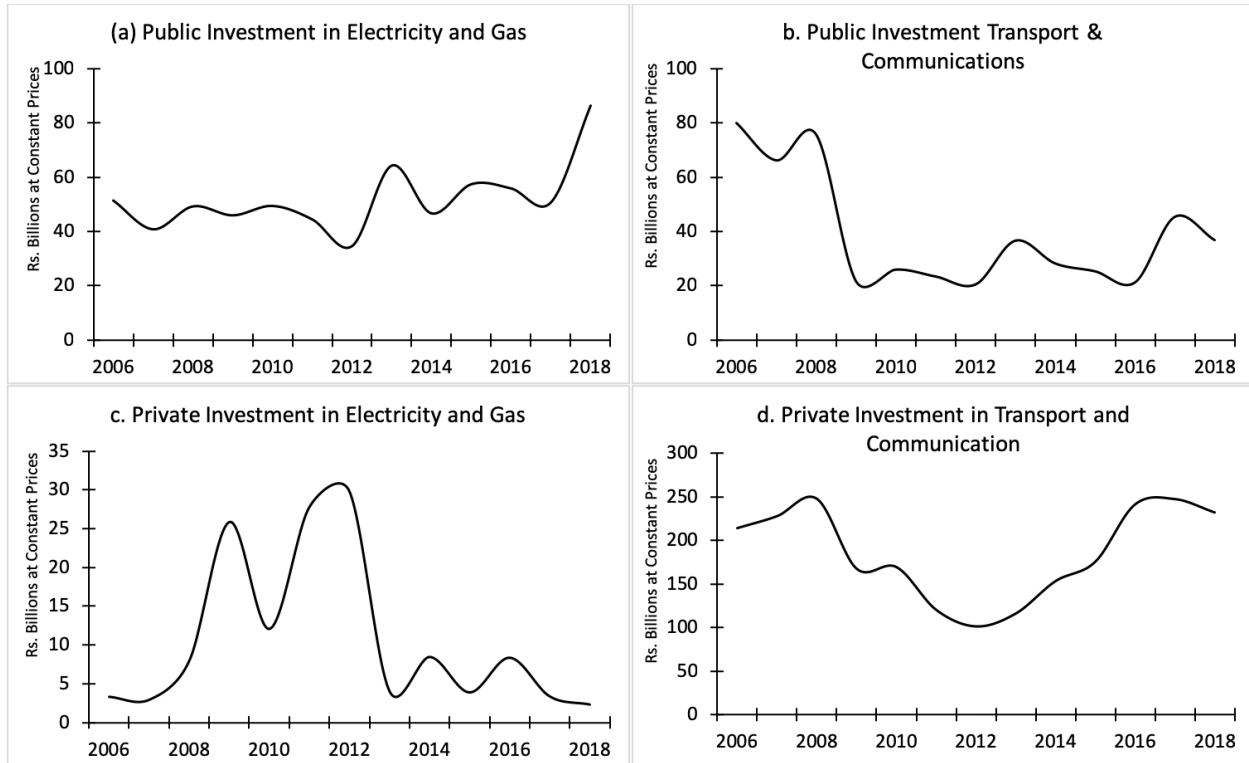 (a) Public Investment in Electricity and Gas
Rs. Billions at Constant Prices
100
80
60
40
20
0
2006 2008 2010 2012 2014 2016 2018
b. Public Investment Transport &
Communications
Rs. Billions at Constant Prices
100
80
60
40
20
0
2006 2008 2010 2012 2014 2016 2018
c. Private Investment in Electricity and Gas
Rs. Billions at Constant Prices
35
30
25
20
15
10
5
0
2006 2008 2010 2012 2014 2016 2018
d. Private Investment in Transport and
Communication
Rs. Billions at Constant Prices
300
250
200
150
100
50
0
2006 2008 2010 2012 2014 2016 2018